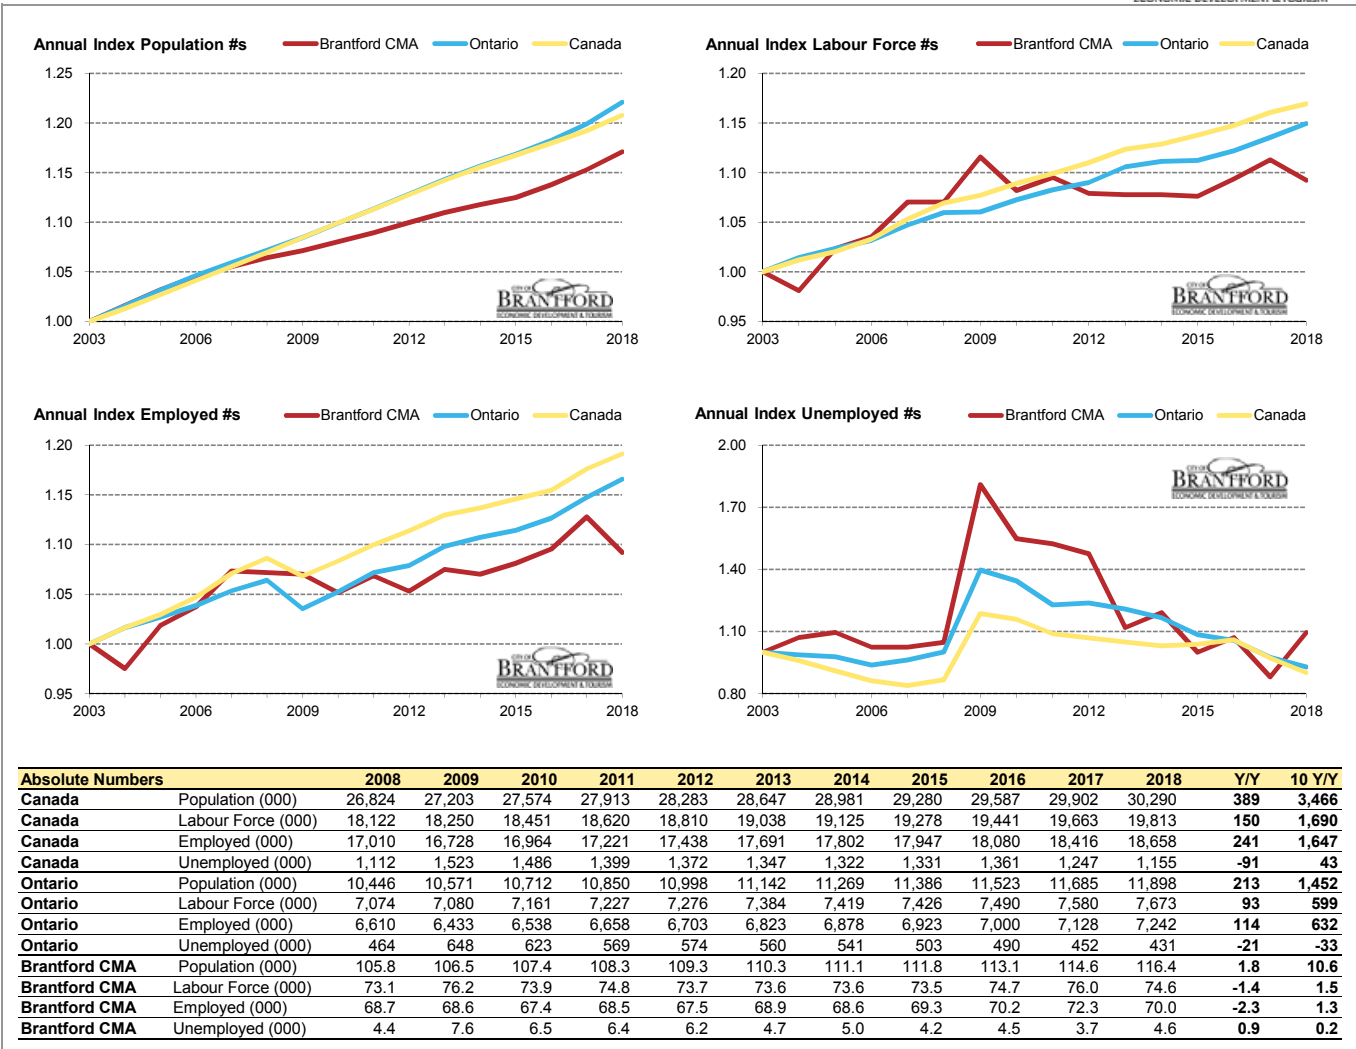 ECONOMIC DEVELOPMENT & TOURISM
Annual Index Population #s Brantford CMA Ontario Canada
1.25
1.20
1.15
1.10
1.05
1.00
2003 2006 2009 2012 2015 2018
CITY OF
BRANTFORD
ECONOMIC DEVELOPMENT & TOURISM
Annual Index Labour Force #s Brantford CMA Ontario Canada
1.20
1.15
1.10
1.05
1.00
0.95
2003 2006 2009 2012 2015 2018
CITY OF
BRANTFORD
ECONOMIC DEVELOPMENT & TOURISM
Annual Index Employed #s Brantford CMA Ontario Canada
1.20
1.15
1.10
1.05
1.00
0.95
2003 2006 2009 2012 2015 2018
CITY OF
BRANTFORD
ECONOMIC DEVELOPMENT & TOURISM
Annual Index Unemployed #s Brantford CMA Ontario Canada
2.00
1.70
1.40
1.10
0.80
2003 2006 2009 2012 2015 2018
CITY OF
BRANTFORD
ECONOMIC DEVELOPMENT & TOURISM
Absolute Numbers 2008 2009 2010 2011 2012 2013 2014 2015 2016 2017 2018 Y/Y 10 Y/Y
Canada Population (000) 26,824 27,203 27,574 27,913 28,283 28,647 28,981 29,280 29,587 29,902 30,290 389 3,466
Canada Labour Force (000) 18,122 18,250 18,451 18,620 18,810 19,038 19,125 19,278 19,441 19,663 19,813 150 1,690
Canada Employed (000) 17,010 16,728 16,964 17,221 17,438 17,691 17,802 17,947 18,080 18,416 18,658 241 1,647
Canada Unemployed (000) 1,112 1,523 1,486 1,399 1,372 1,347 1,322 1,331 1,361 1,247 1,155 -91 43
Ontario Population (000) 10,446 10,571 10,712 10,850 10,998 11,142 11,269 11,386 11,523 11,685 11,898 213 1,452
Ontario Labour Force (000) 7,074 7,080 7,161 7,227 7,276 7,384 7,419 7,426 7,490 7,580 7,673 93 599
Ontario Employed (000) 6,610 6,433 6,538 6,658 6,703 6,823 6,878 6,923 7,000 7,128 7,242 114 632
Ontario Unemployed (000) 464 648 623 569 574 560 541 503 490 452 431 -21 -33
Brantford CMA Population (000) 105.8 106.5 107.4 108.3 109.3 110.3 111.1 111.8 113.1 114.6 116.4 1.8 10.6
Brantford CMA Labour Force (000) 73.1 76.2 73.9 74.8 73.7 73.6 73.6 73.5 74.7 76.0 74.6 -1.4 1.5
Brantford CMA Employed (000) 68.7 68.6 67.4 68.5 67.5 68.9 68.6 69.3 70.2 72.3 70.0 -2.3 1.3
Brantford CMA Unemployed (000) 4.4 7.6 6.5 6.4 6.2 4.7 5.0 4.2 4.5 3.7 4.6 0.9 0.2